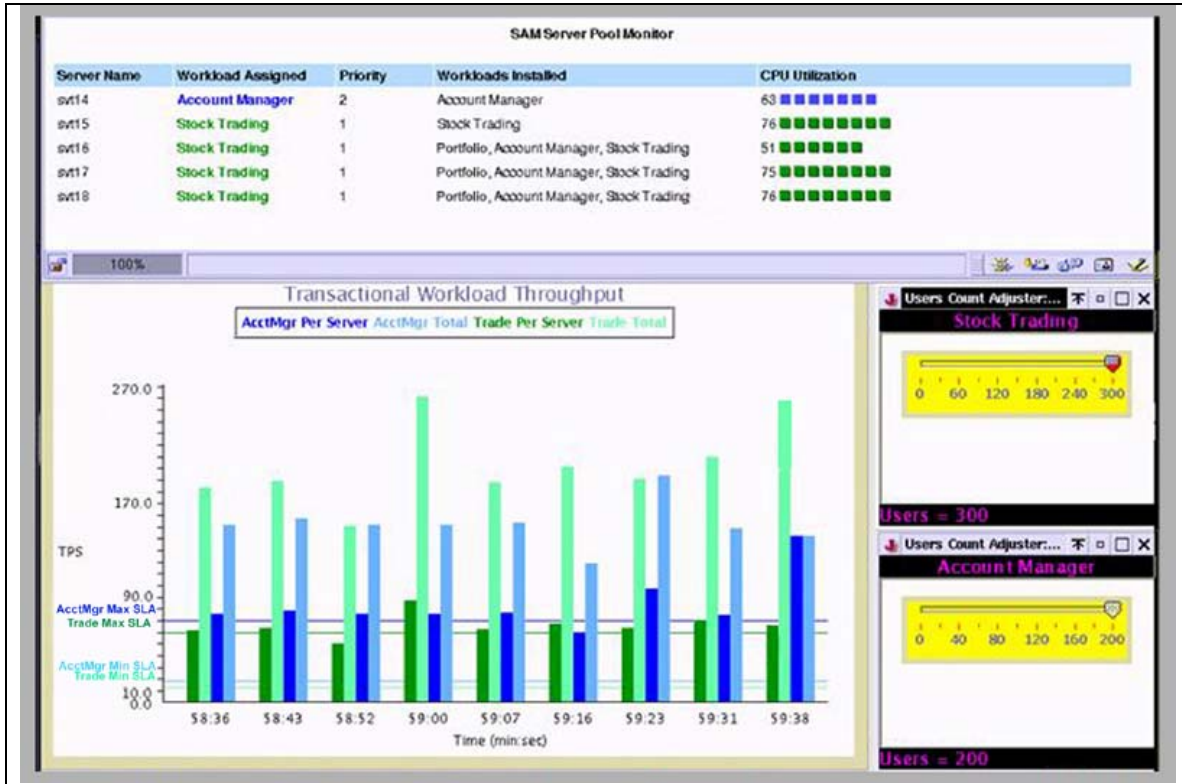 SAM Server Pool Monitor
Server Name Workload Assigned Priority Workloads Installed CPU Utilization
svt14 Account Manager 2 Account Manager 63
svt15 Stock Trading 1 Stock Trading 76
svt16 Stock Trading 1 Portfolio, Account Manager, Stock Trading 51
svt17 Stock Trading 1 Portfolio, Account Manager, Stock Trading 75
svt18 Stock Trading 1 Portfolio, Account Manager, Stock Trading 76
100%
Transactional Workload Throughput
AcctMgr Per Server AcctMgr Total Trade Per Server Trade Total
270.0
170.0
TPS
90.0
AcctMgr Max SLA
Trade Max SLA
AcctMgr Min SLA
Trade Min SLA
10.0
0.0
58:36 58:43 58:52 59:00 59:07 59:16 59:23 59:31 59:38
Time (min:sec)
Users Count Adjuster:...
Stock Trading
0 60 120 180 240 300
Users = 300
Users Count Adjuster:...
Account Manager
0 40 80 120 160 200
Users = 200